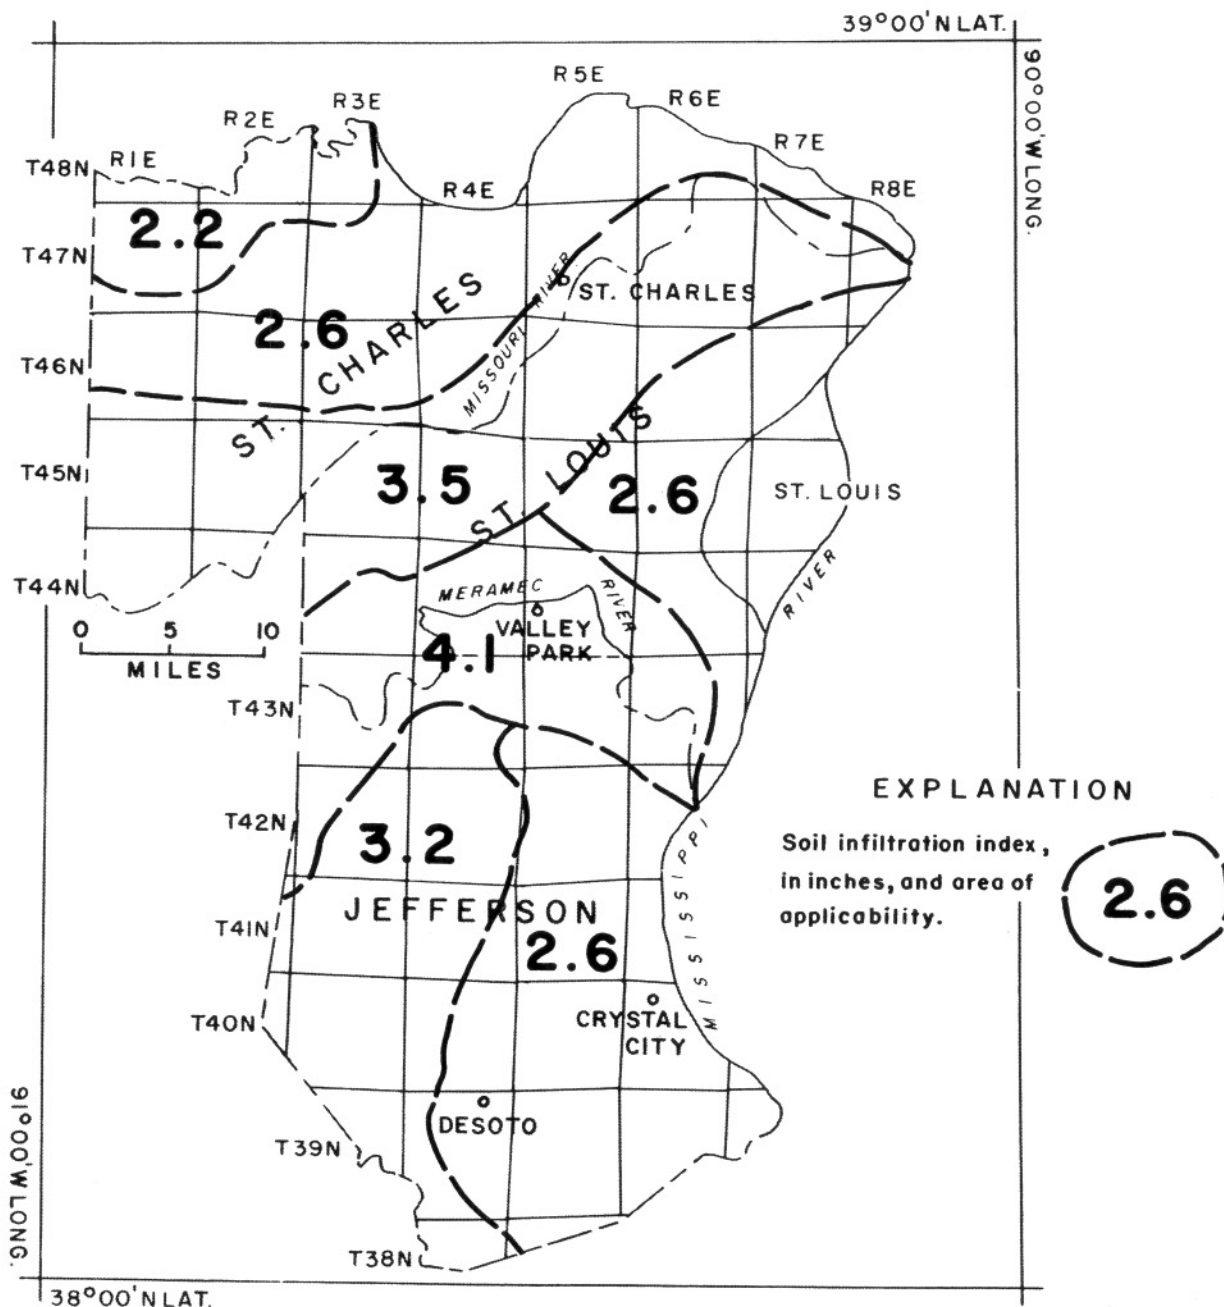 39°00'N LAT.
90°00'W LONG.
R5E
R6E
R3E
R2E
R7E
R1E
T48N
R4E
R8E
2.2
T47N
ST. CHARLES
2.6
ST. CHARLES
MISSOURI RIVER
T46N
3.5
2.6
ST. LOUIS
ST. LOUIS
T45N
T44N
MERAMEC RIVER
RIVER
0 5 10
MILES
VALLEY
PARK
4.1
T43N
EXPLANATION
Soil infiltration index,
in inches, and area of
applicability.
2.6
T42N
3.2
MISSISSIPPI
JEFFERSON
T41N
2.6
T40N
CRYSTAL
CITY
DESOTO
T39N
91°00'W LONG.
T38N
38°00'N LAT.